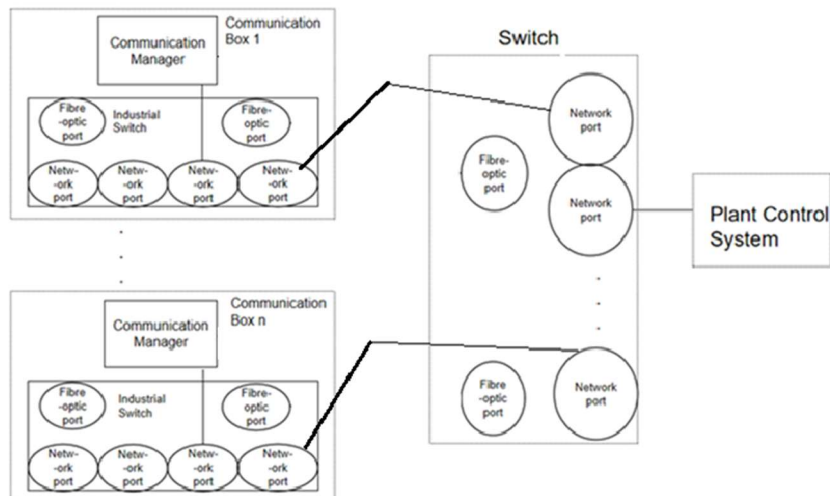 Communication
Box 1
Communication
Manager
Fibre
-optic
port
Industrial
Switch
Fibre-
optic
port
Netw-
-ork
port
Netw-
-ork
port
Netw-
-ork
port
Netw-
-ork
port
Communication
Box n
Communication
Manager
Fibre
-optic
port
Industrial
Switch
Fibre-
optic
port
Netw-
-ork
port
Netw-
-ork
port
Netw-
-ork
port
Netw-
-ork
port
Switch
Network
port
Fibre-
optic
port
Network
port
Fibre
-optic
port
Network
port
Plant Control
System